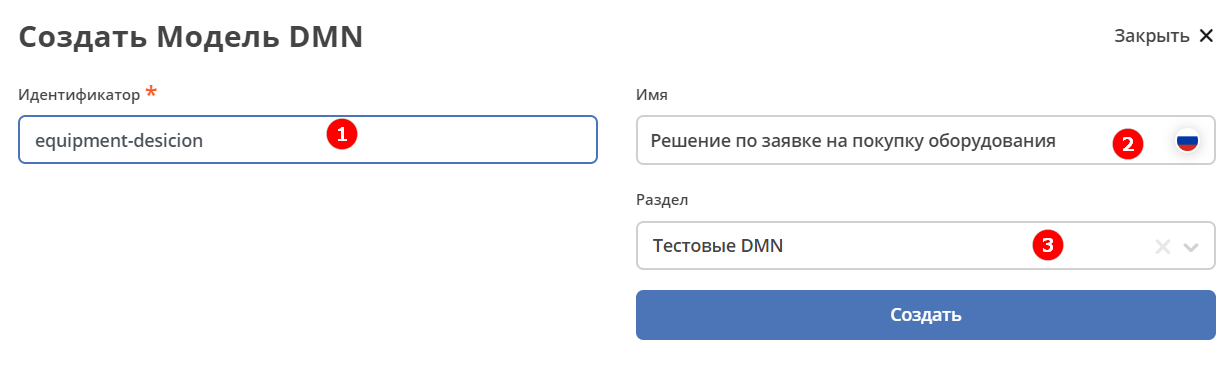 Создать Модель DMN
Закрыть ×
Идентификатор *
equipment-desicion
1
Имя
Решение по заявке на покупку оборудования
2
Раздел
Тестовые DMN
3
Создать